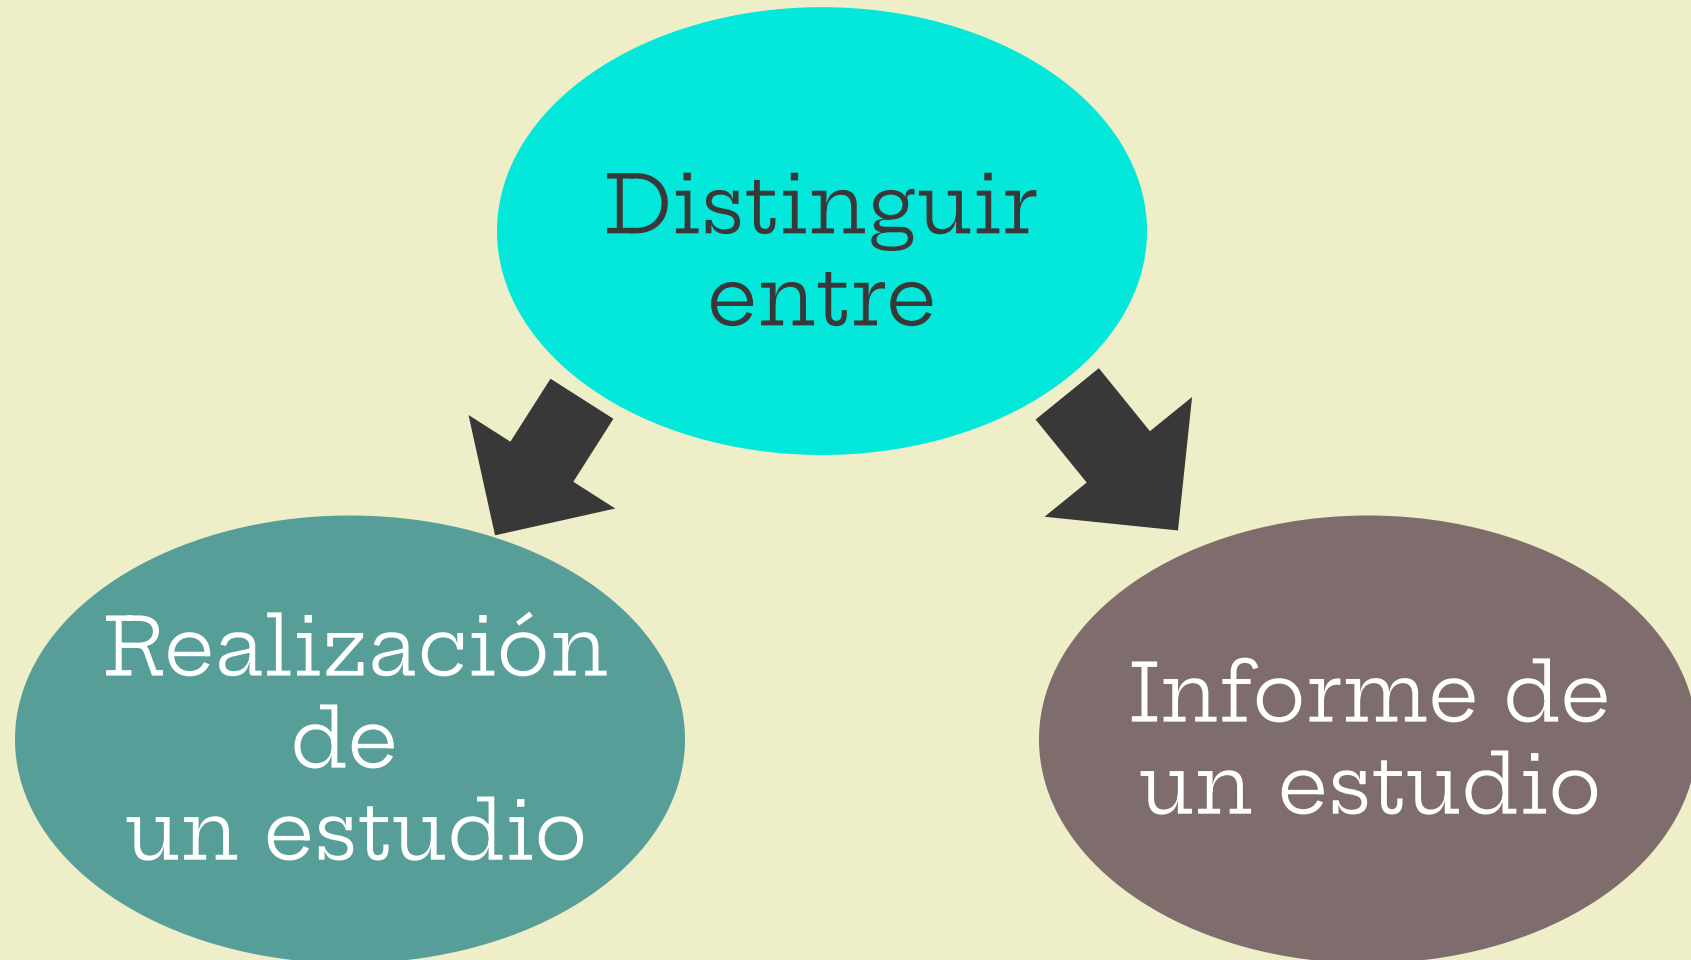 Distinguir
entre
Realización
de
un estudio
Informe de
un estudio